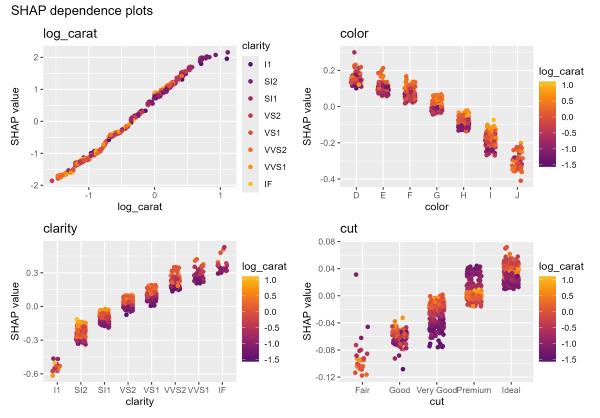 SHAP dependence plots
log_carat
SHAP value
2
1
0
-1
-2
-1
0
1
log_carat
clarity
I1
SI2
SI1
VS2
VS1
VVS2
VVS1
IF
color
SHAP value
0.2
0.0
-0.2
-0.4
D E F G H I J
color
log_carat
1.0
0.5
0.0
-0.5
-1.0
-1.5
clarity
SHAP value
0.3
0.0
-0.3
-0.6
I1 SI2 SI1 VS2 VS1 VVS2 VVS1 IF
clarity
log_carat
1.0
0.5
0.0
-0.5
-1.0
-1.5
cut
SHAP value
0.08
0.04
0.00
-0.04
-0.08
-0.12
Fair Good Very Good Premium Ideal
cut
log_carat
1.0
0.5
0.0
-0.5
-1.0
-1.5